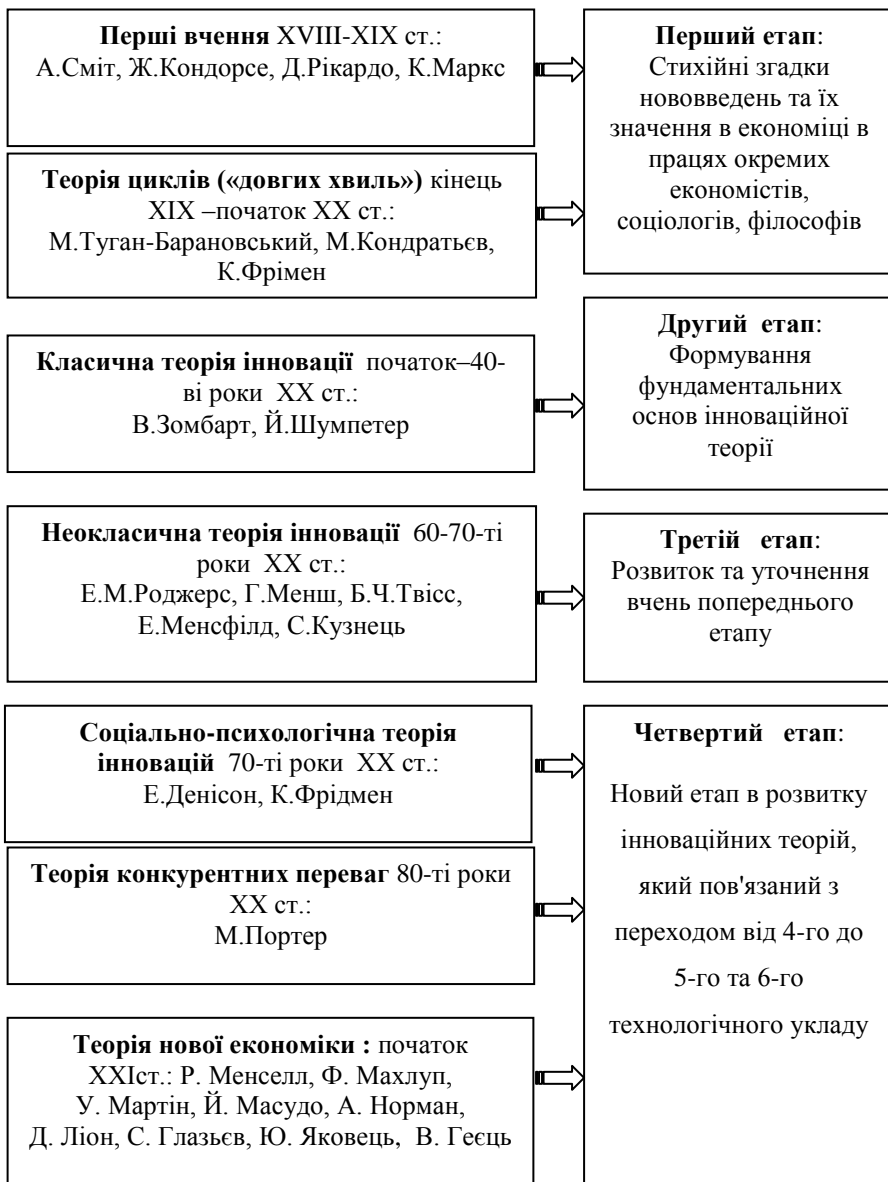 Перші вчення XVIII-XIX ст.:
А.Сміт, Ж.Кондорсе, Д.Рікардо, К.Маркс
Перший етап:
Стихійні згадки
нововведень та їх
значення в економіці в
працях окремих
економістів,
соціологів, філософів
Теорія циклів («довгих хвиль») кінець
XIX –початок XX ст.:
М.Туган-Барановський, М.Кондратьєв,
К.Фрімен
Класична теорія інновації початок–40-
ві роки XX ст.:
В.Зомбарт, Й.Шумпетер
Другий етап:
Формування
фундаментальних
основ інноваційної
теорії
Неокласична теорія інновації 60-70-ті
роки XX ст.:
Е.М.Роджерс, Г.Менш, Б.Ч.Твісс,
Е.Менсфілд, С.Кузнець
Третій етап:
Розвиток та уточнення
вчень попереднього
етапу
Соціально-психологічна теорія
інновацій 70-ті роки XX ст.:
Е.Денісон, К.Фрідмен
Теорія конкурентних переваг 80-ті роки
XX ст.:
М.Портер
Теорія нової економіки : початок
XXIст.: Р. Менселл, Ф. Махлуп,
У. Мартін, Й. Масудо, А. Норман,
Д. Ліон, С. Глазьєв, Ю. Яковець, В. Геєць
Четвертий етап:
Новий етап в розвитку
інноваційних теорій,
який пов'язаний з
переходом від 4-го до
5-го та 6-го
технологічного укладу